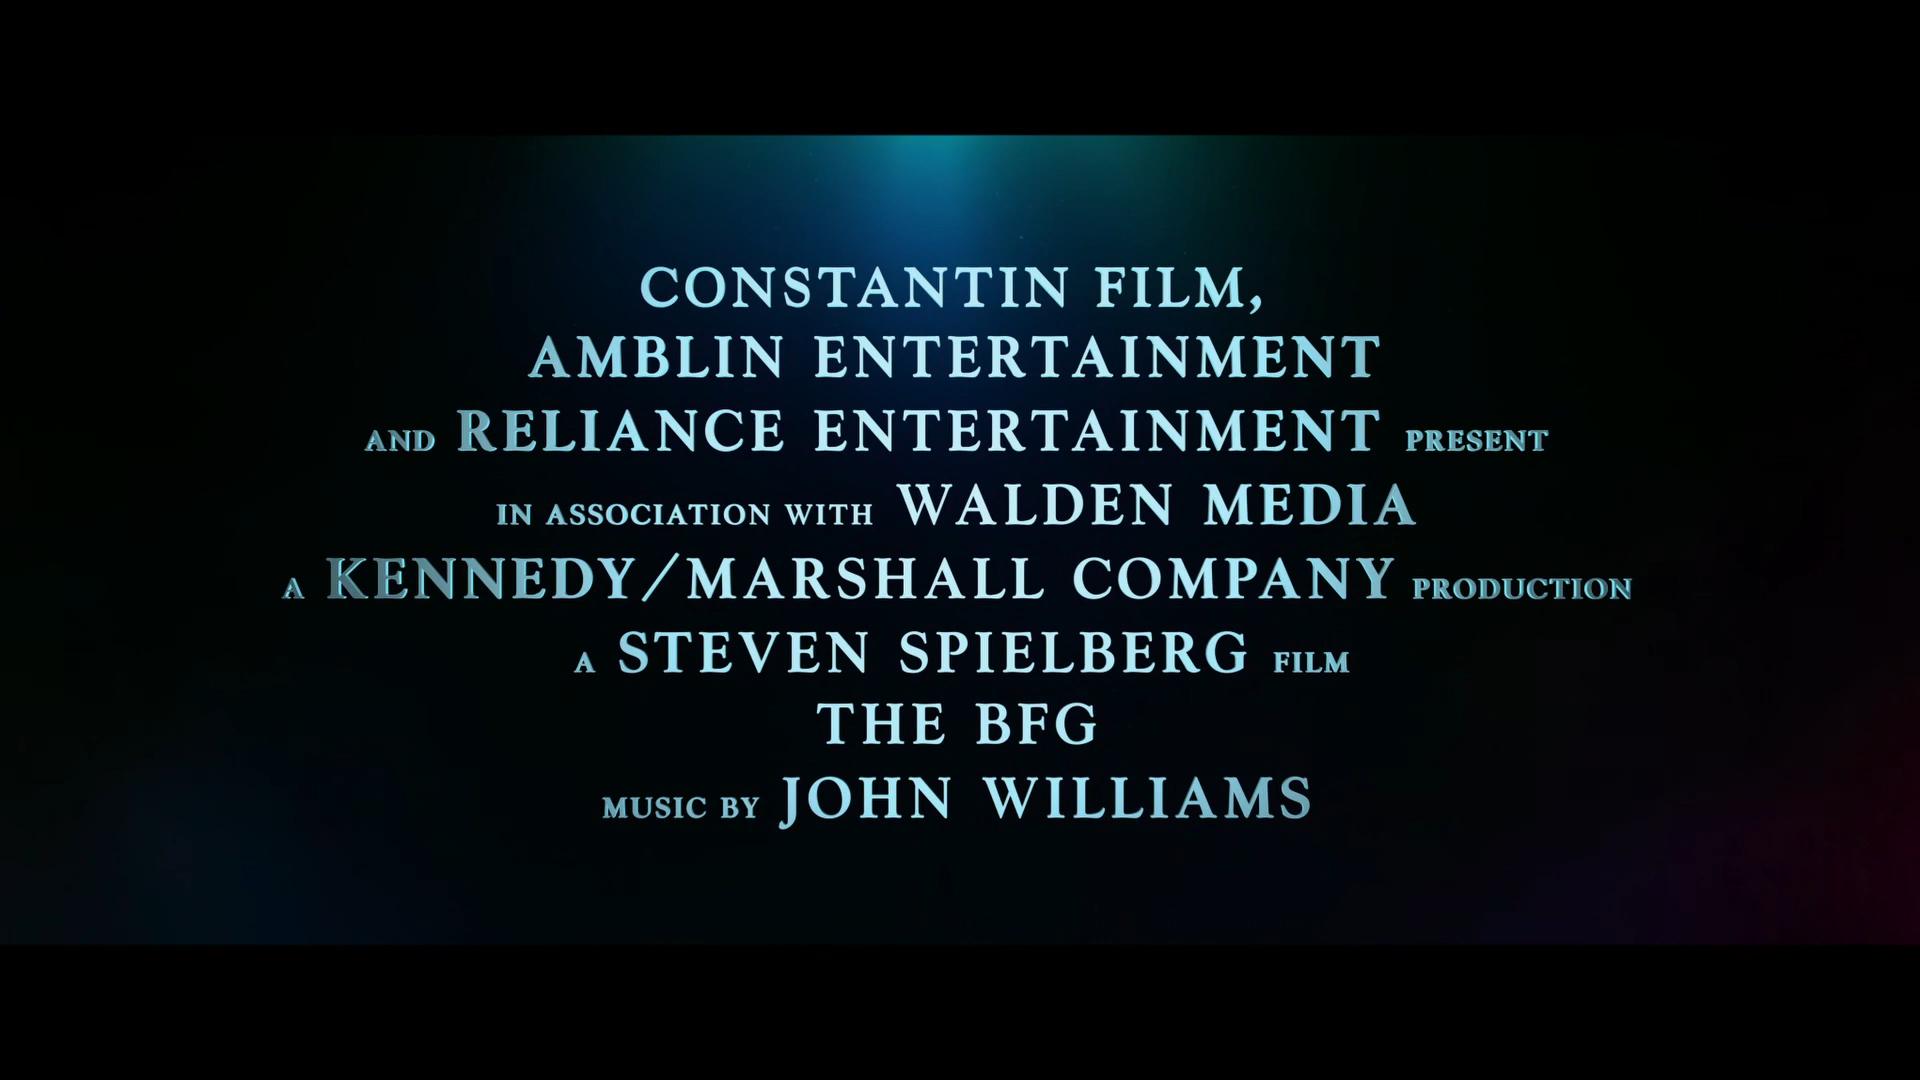 CONSTANTIN FILM,
AMBLIN ENTERTAINMENT
AND RELIANCE ENTERTAINMENT PRESENT
IN ASSOCIATION WITH WALDEN MEDIA
A KENNEDY/MARSHALL COMPANY PRODUCTION
A STEVEN SPIELBERG FILM
THE BFG
MUSIC BY JOHN WILLIAMS